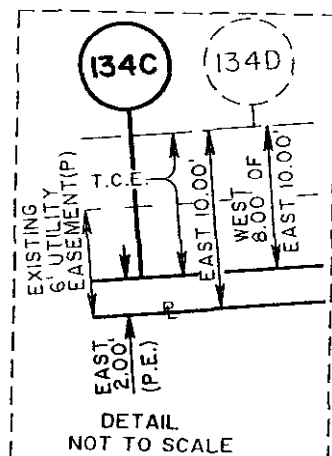 134C
134D
T.C.E.
EXISTING
6' UTILITY
EASEMENT(P)
EAST 10.00'
WEST
8.00' OF
EAST 10.00'
PL
EAST
2.00'
(P.E.)
DETAIL
NOT TO SCALE